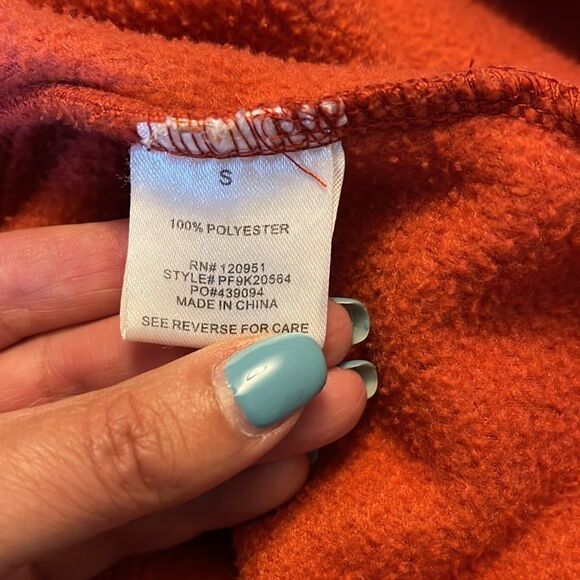 S
100% POLYESTER
RN# 120951
STYLE# PF9K20564
PO#439094
MADE IN CHINA
SEE REVERSE FOR CARE